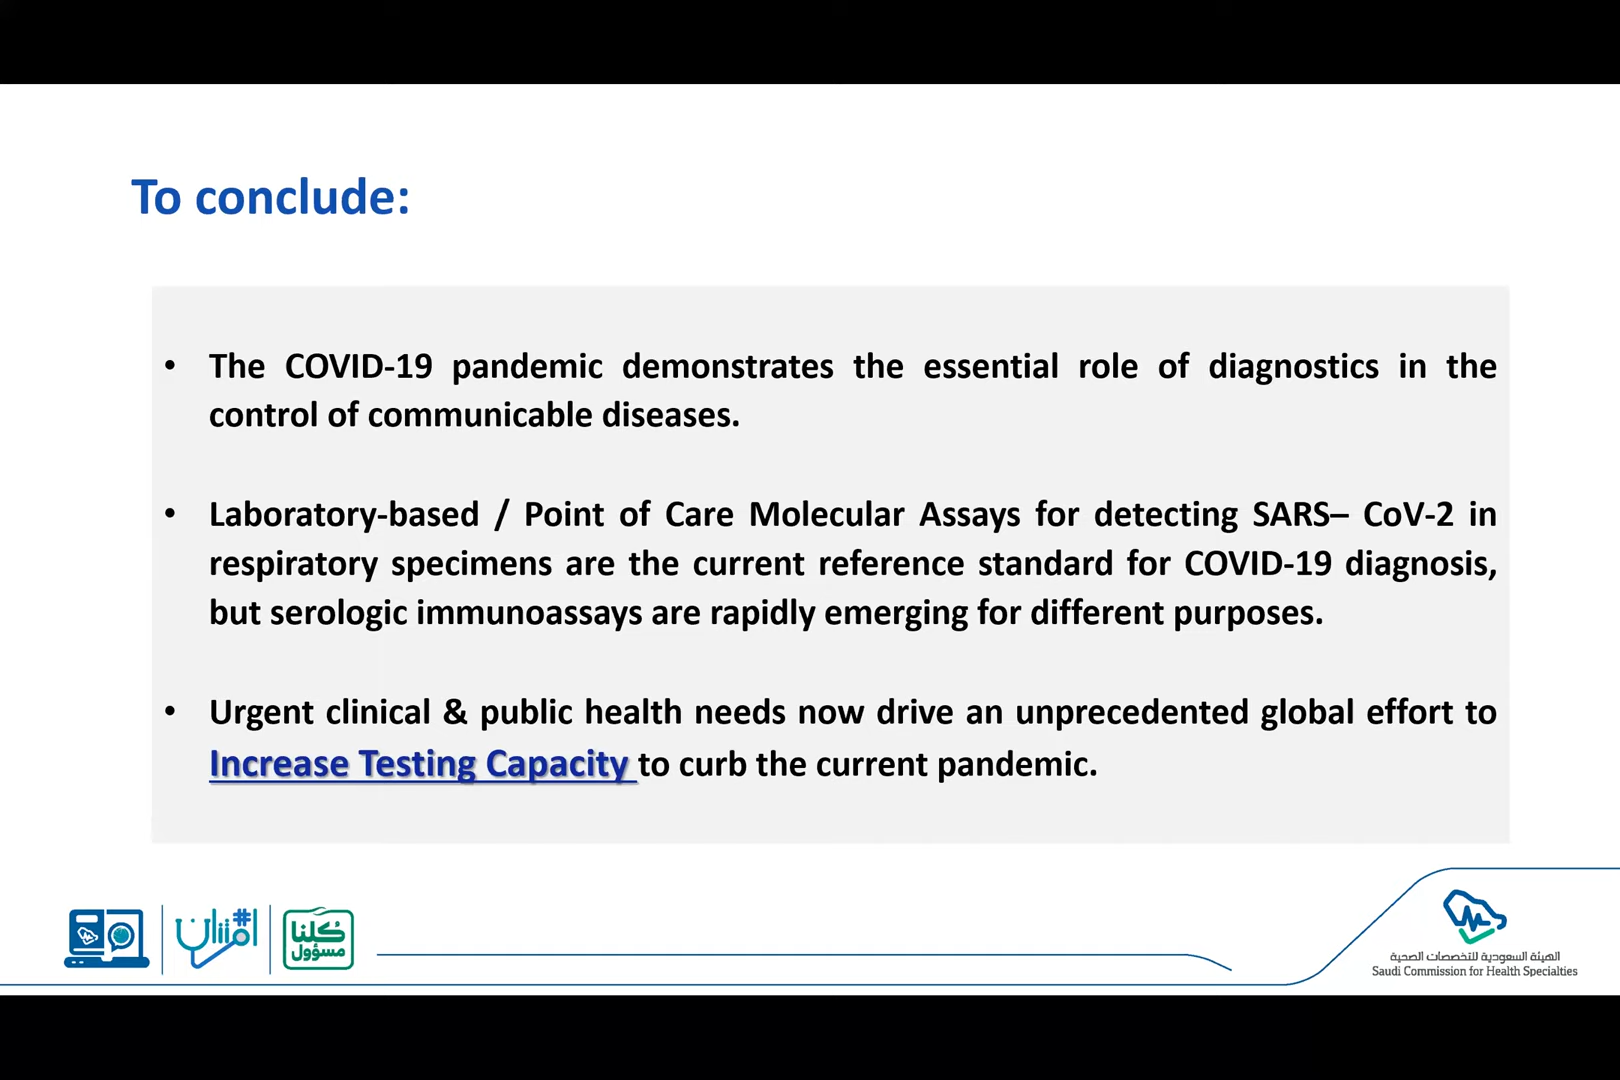 To conclude:
• The COVID-19 pandemic demonstrates the essential role of diagnostics in the
control of communicable diseases.
• Laboratory-based / Point of Care Molecular Assays for detecting SARS– CoV-2 in
respiratory specimens are the current reference standard for COVID-19 diagnosis,
but serologic immunoassays are rapidly emerging for different purposes.
• Urgent clinical & public health needs now drive an unprecedented global effort to
Increase Testing Capacity to curb the current pandemic.
#امتنان
كلنا
مسؤول
الهيئة السعودية للتخصصات الصحية
Saudi Commission for Health Specialties